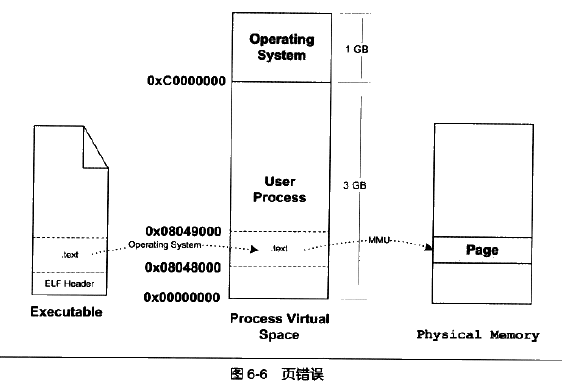 Operating
System
1 GB
0xC0000000
User
Process
3 GB
0x08049000
.text
Operating System
.text
MMU
Page
0x08048000
ELF Header
0x00000000
Executable
Process Virtual
Space
Physical Memory
图 6-6 页错误